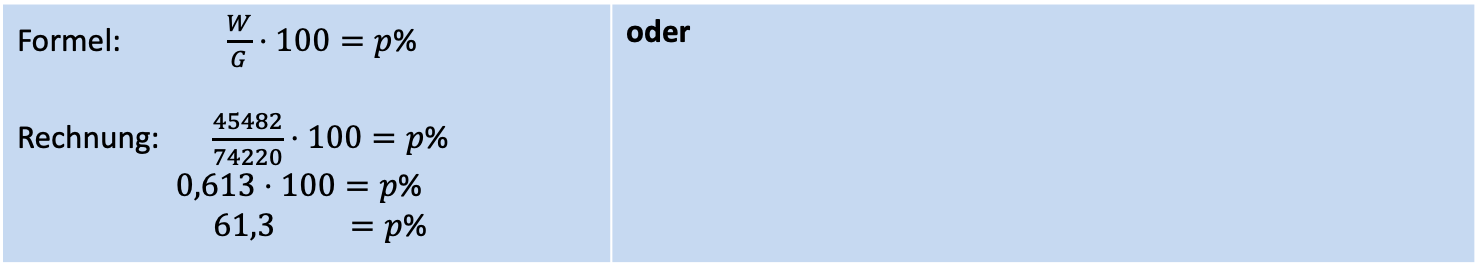 Formel: W/G · 100 = p%
Rechnung: 45482/74220 · 100 = p%
0,613 · 100 = p%
61,3 = p%
oder